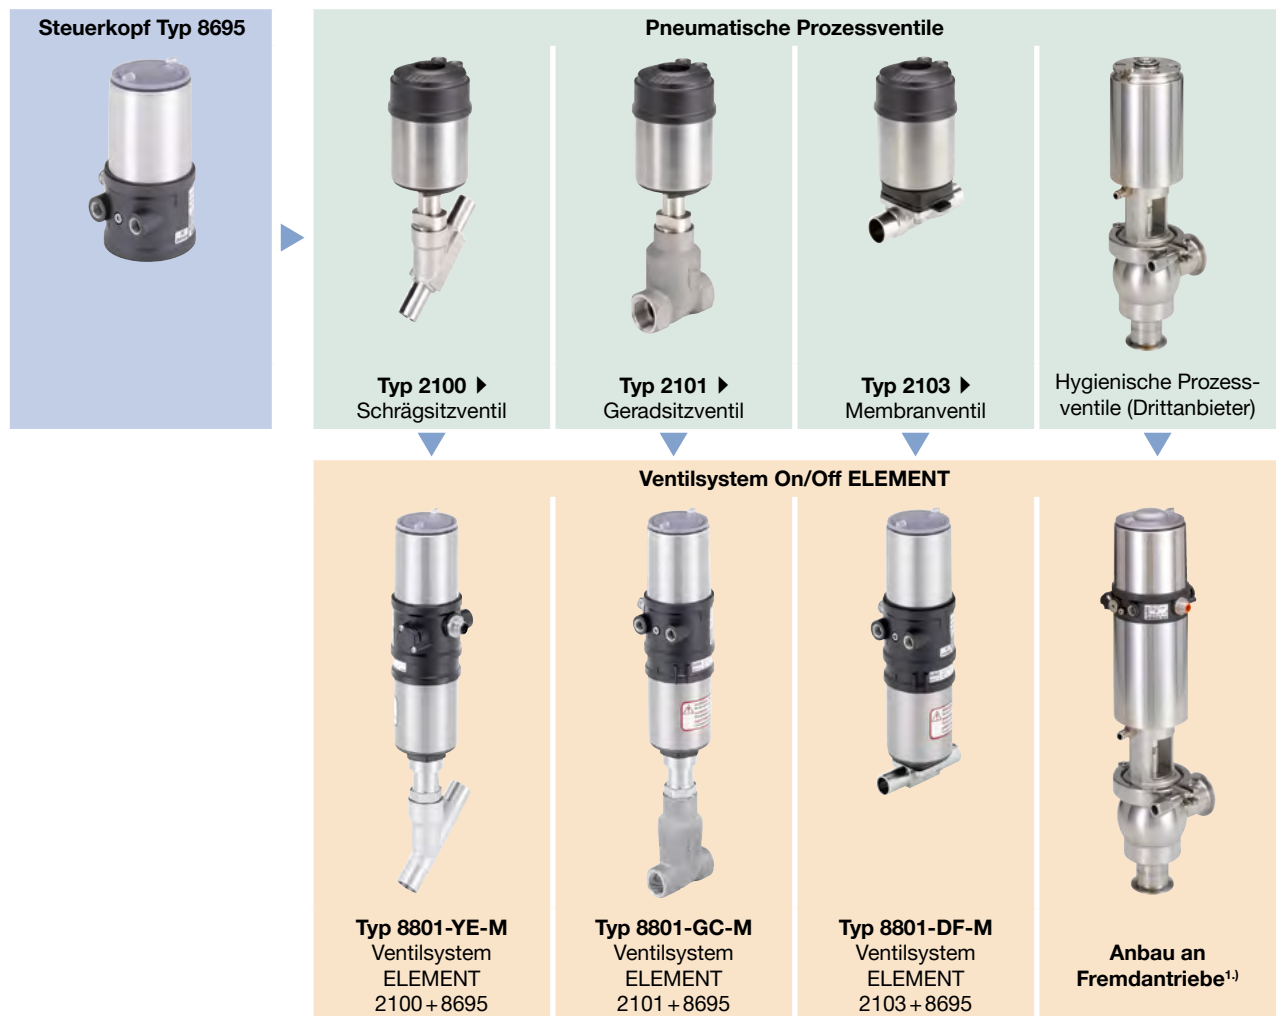 Steuerkopf Typ 8695
Pneumatische Prozessventile
Typ 2100 ▶
Schrägsitzventil
Typ 2101 ▶
Geradsitzventil
Typ 2103 ▶
Membranventil
Hygienische Prozess-
ventile (Drittanbieter)
Ventilsystem On/Off ELEMENT
Typ 8801-YE-M
Ventilsystem
ELEMENT
2100 + 8695
Typ 8801-GC-M
Ventilsystem
ELEMENT
2101 + 8695
Typ 8801-DF-M
Ventilsystem
ELEMENT
2103 + 8695
Anbau an
Fremdantriebe¹·⁾